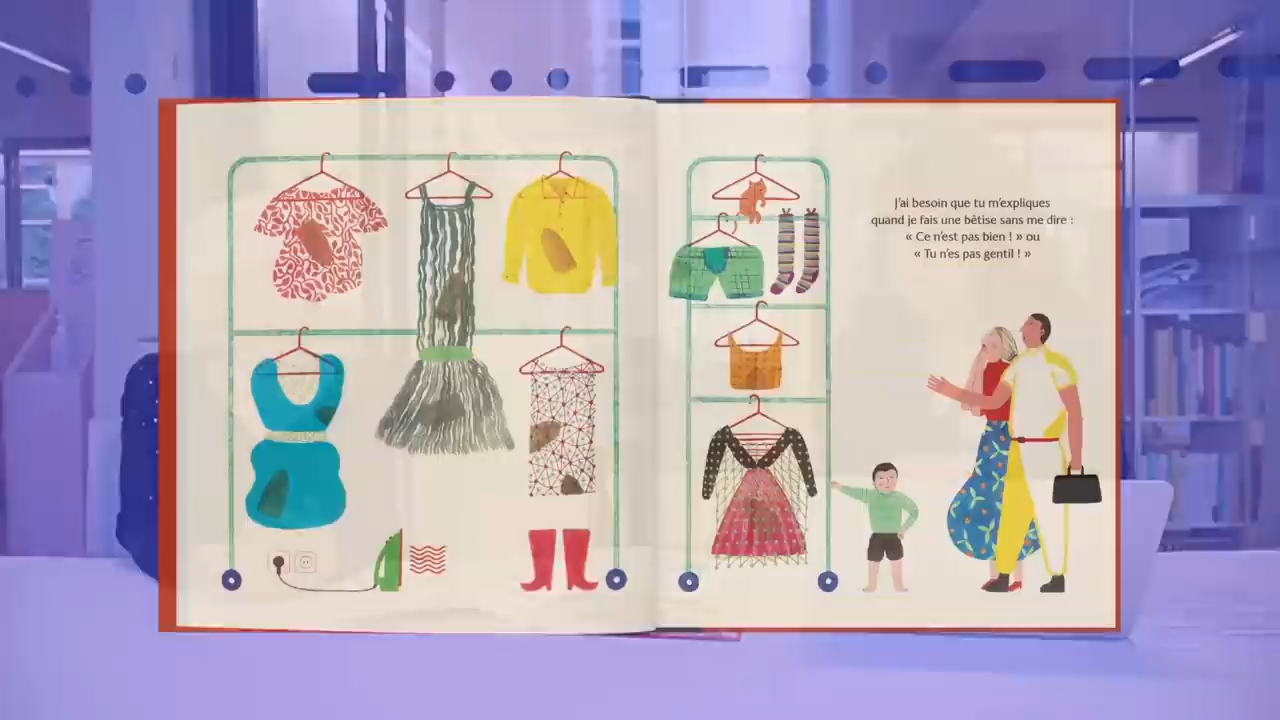 J'ai besoin que tu m'expliques
quand je fais une bêtise sans me dire :
« Ce n'est pas bien ! » ou
« Tu n'es pas gentil ! »